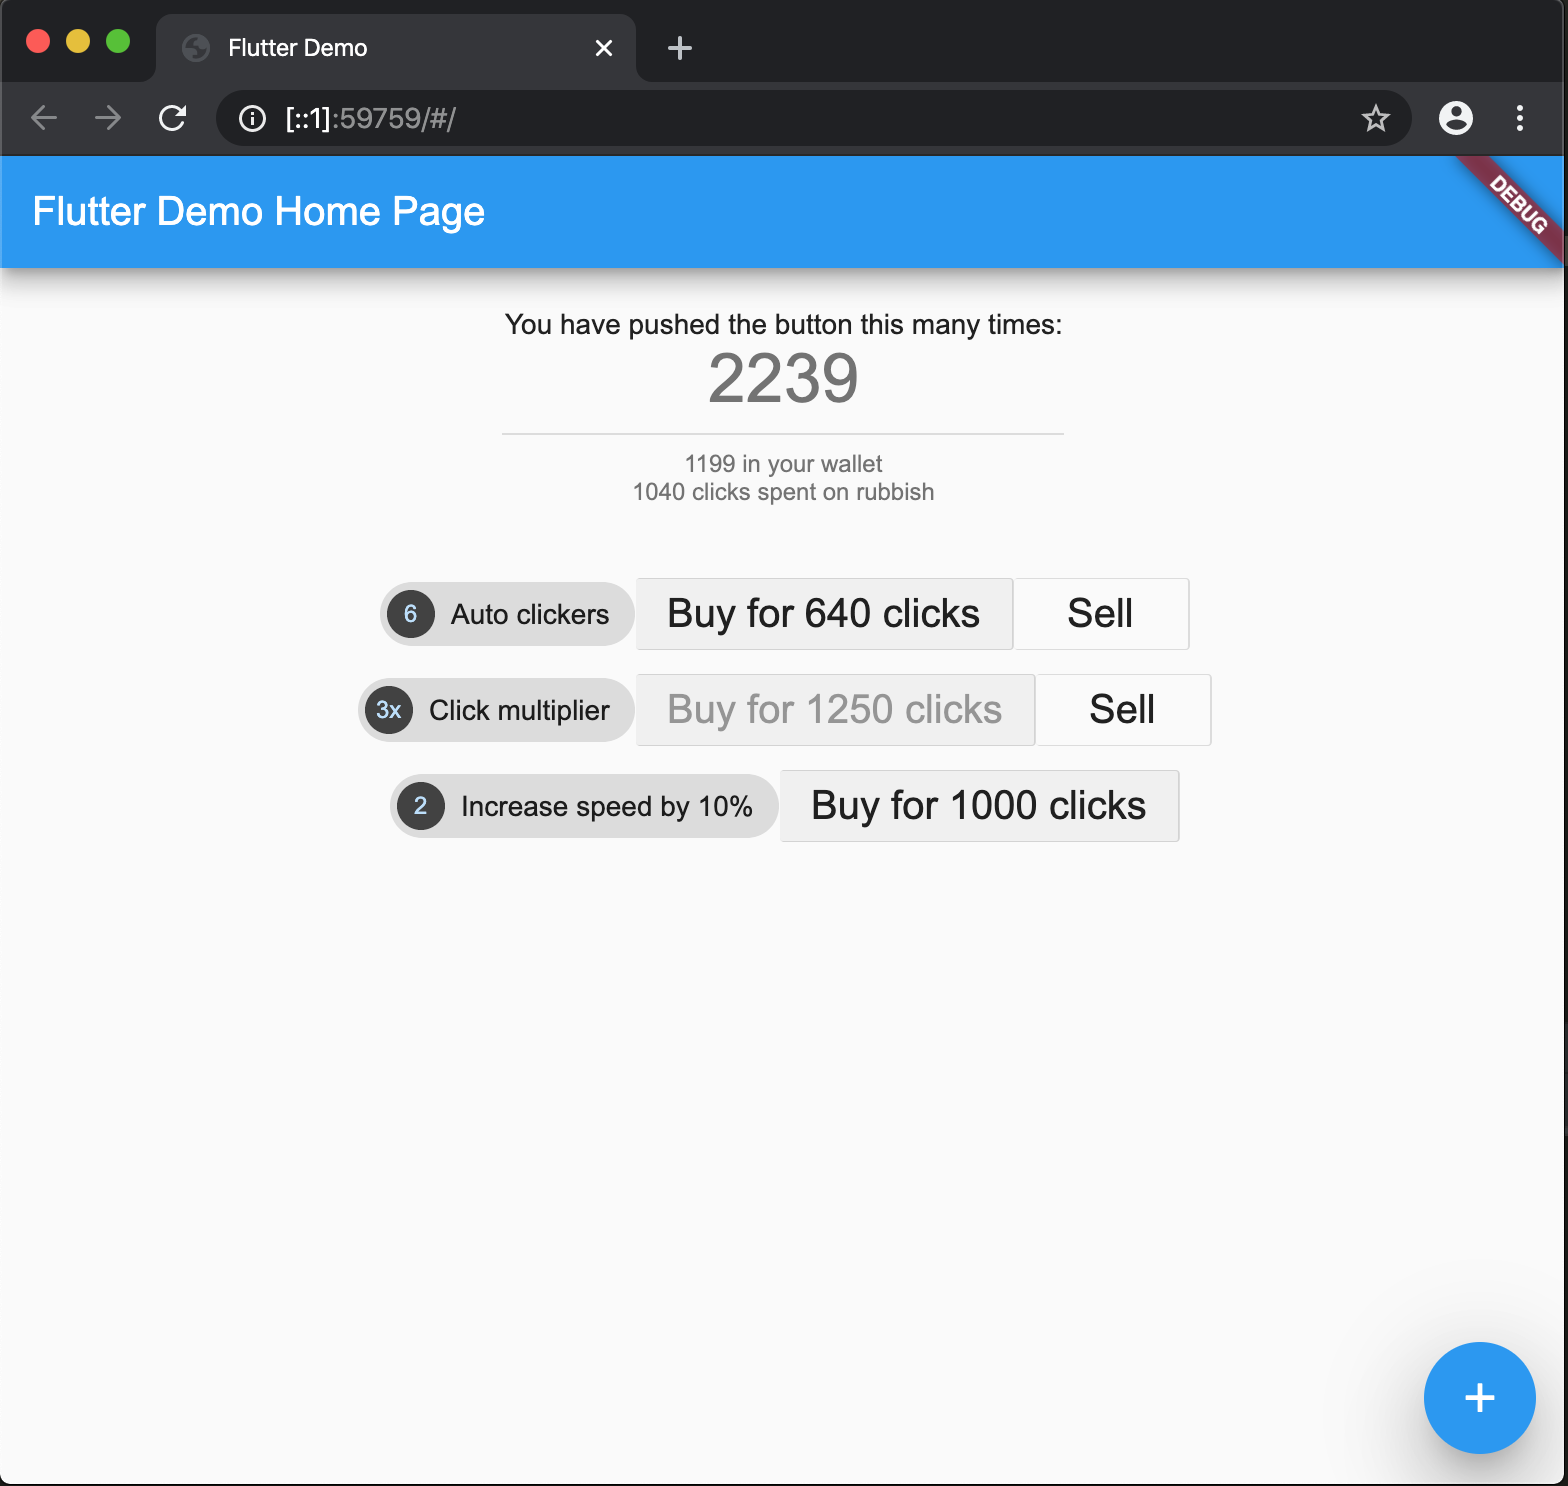 Flutter Demo
[::1]:59759/#/
Flutter Demo Home Page
DEBUG
You have pushed the button this many times:
2239
1199 in your wallet
1040 clicks spent on rubbish
6 Auto clickers Buy for 640 clicks Sell
3x Click multiplier Buy for 1250 clicks Sell
2 Increase speed by 10% Buy for 1000 clicks
+